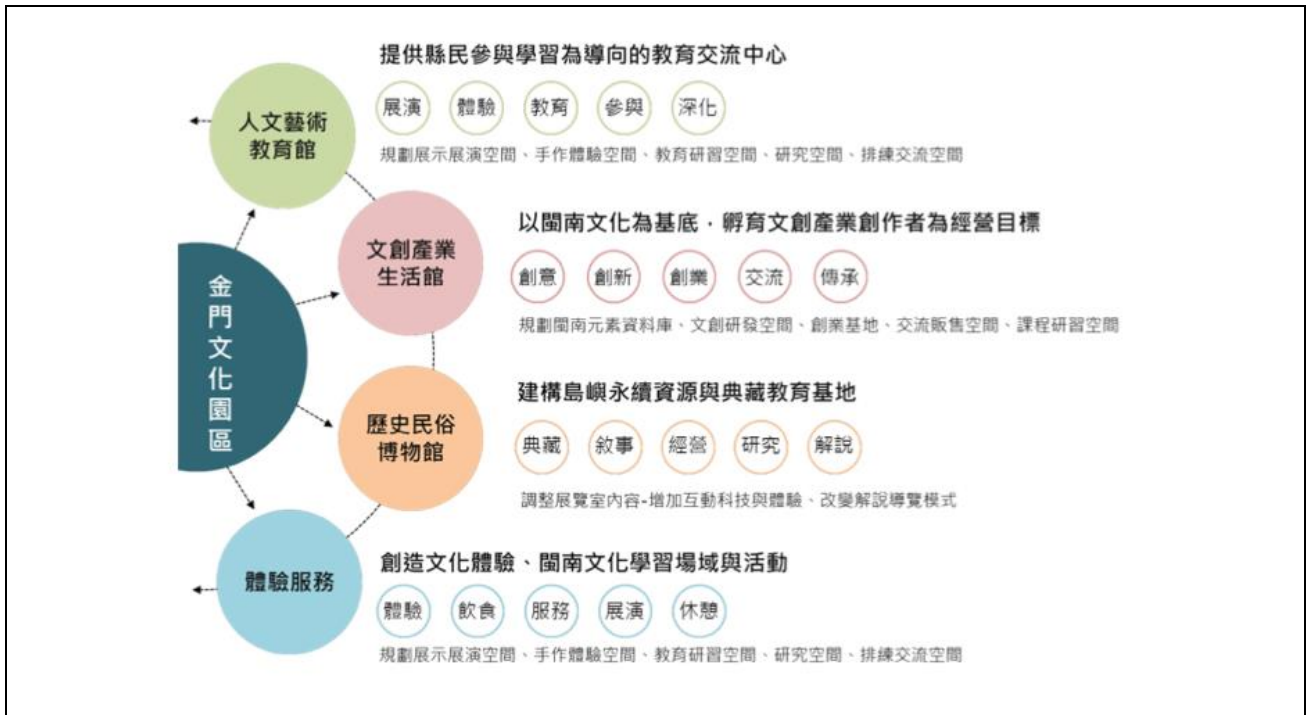 提供縣民參與學習為導向的教育交流中心
人文藝術
教育館
展演 體驗 教育 參與 深化
規劃展示展演空間、手作體驗空間、教育研習空間、研究空間、排練交流空間
以閩南文化為基底，孵育文創產業創作者為經營目標
文創產業
生活館
創意 創新 創業 交流 傳承
規劃閩南元素資料庫、文創研發空間、創業基地、交流販售空間、課程研習空間
金門文化園區
建構島嶼永續資源與典藏教育基地
歷史民俗
博物館
典藏 敘事 經營 研究 解說
調整展覽室內容-增加互動科技與體驗、改變解說導覽模式
創造文化體驗、閩南文化學習場域與活動
體驗服務
體驗 飲食 服務 展演 休憩
規劃展示展演空間、手作體驗空間、教育研習空間、研究空間、排練交流空間